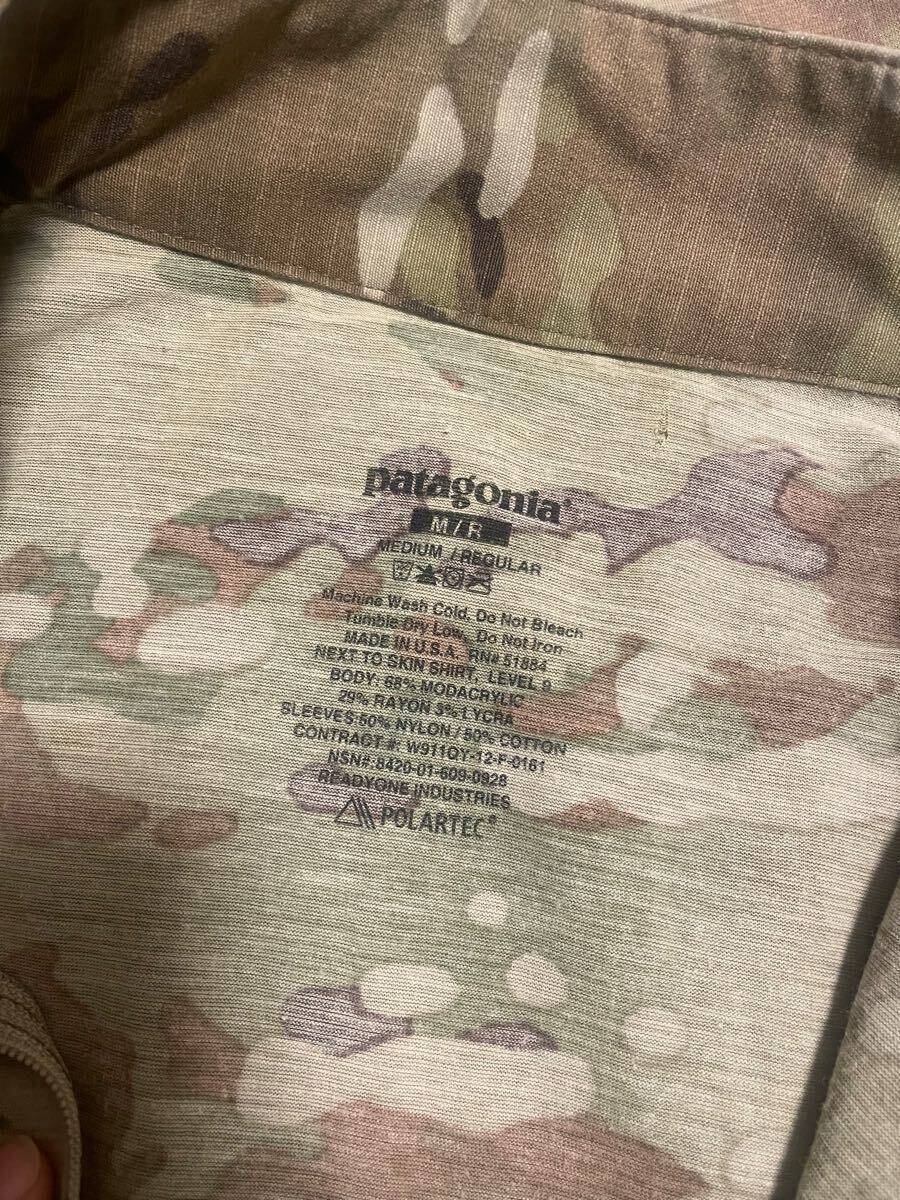 patagonia®
M/R
MEDIUM / REGULAR
Machine Wash Cold, Do Not Bleach
Tumble Dry Low, Do Not Iron
MADE IN U.S.A. RN# 51884
NEXT TO SKIN SHIRT, LEVEL 9
BODY: 68% MODACRYLIC
29% RAYON 3% LYCRA
SLEEVES:50% NYLON / 50% COTTON
CONTRACT #: W911QY-12-F-0161
NSN#:8420-01-609-0928
READYONE INDUSTRIES
POLARTEC®